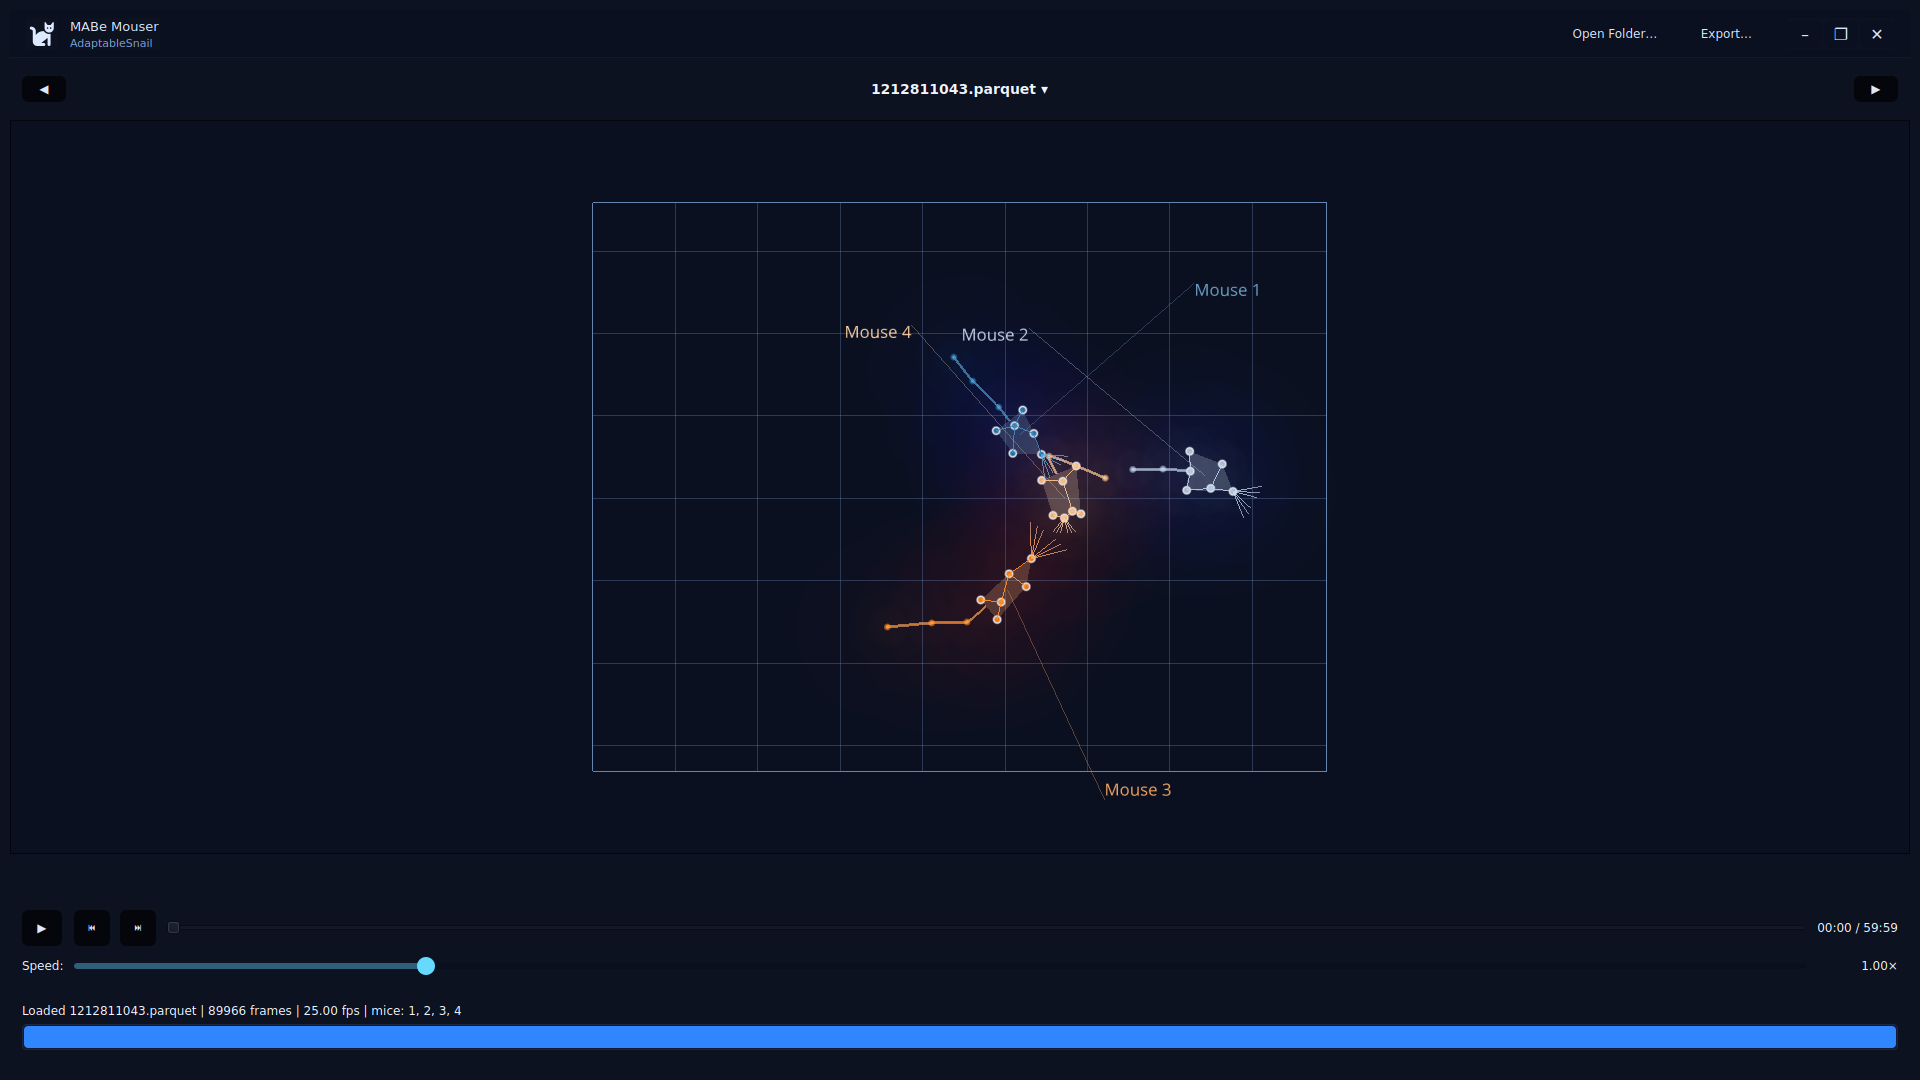 MABe Mouser
AdaptableSnail
Open Folder...
Export...
1212811043.parquet ▾
Mouse 1
Mouse 4
Mouse 2
Mouse 3
00:00 / 59:59
Speed:
1.00×
Loaded 1212811043.parquet | 89966 frames | 25.00 fps | mice: 1, 2, 3, 4